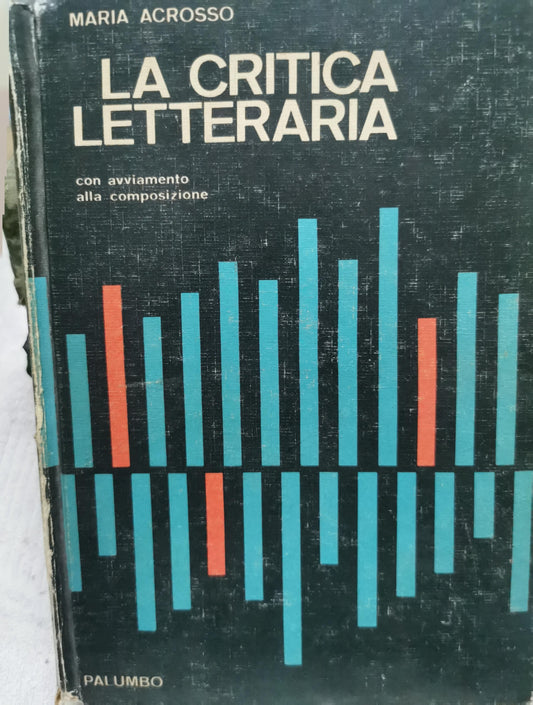 MARIA ACROSSO
LA CRITICA
LETTERARIA
con avviamento
alla composizione
PALUMBO